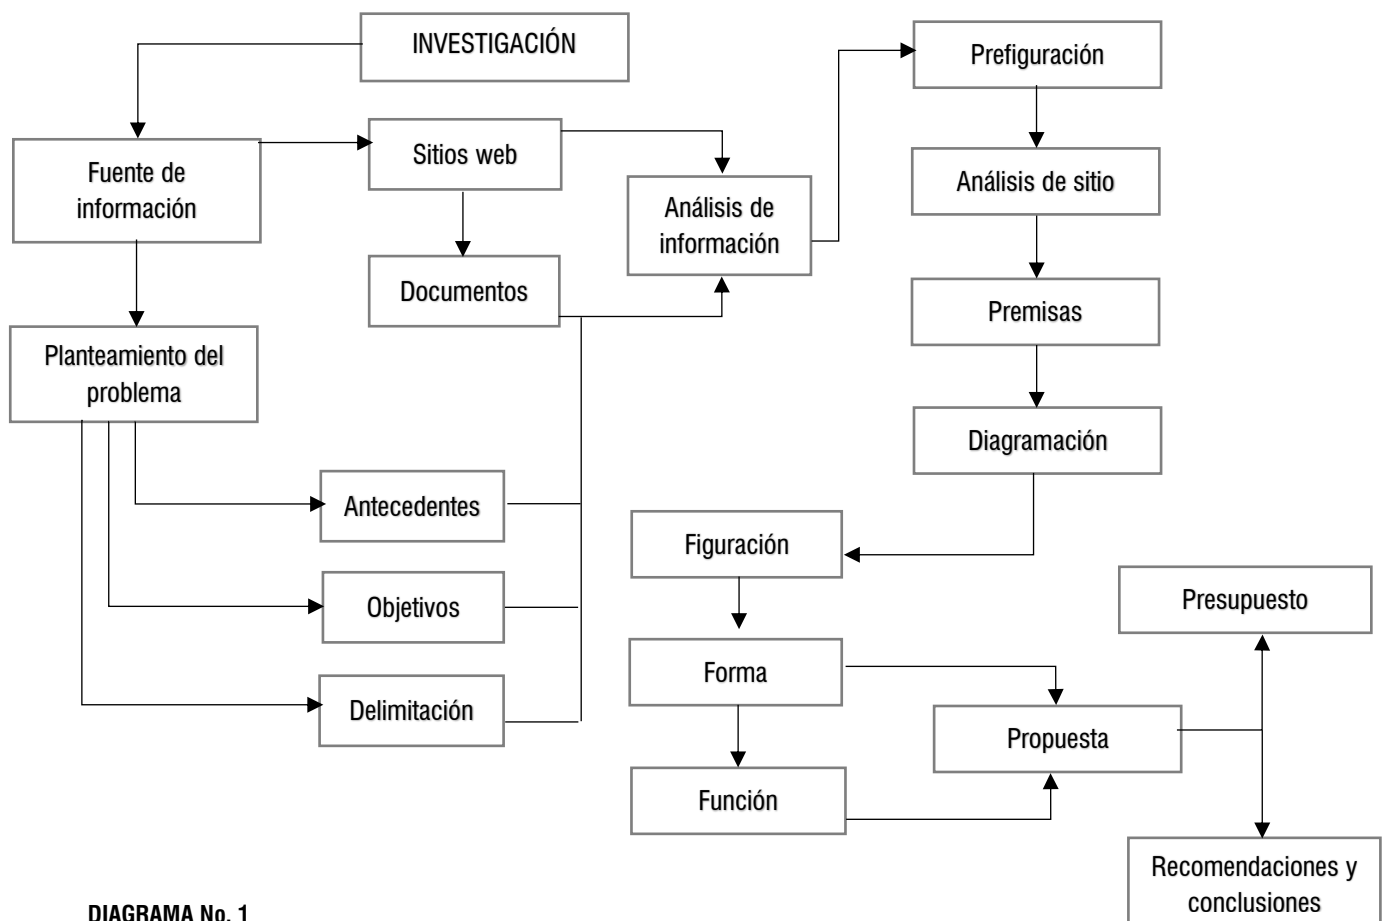 INVESTIGACIÓN
Fuente de
información
Sitios web
Documentos
Planteamiento del
problema
Antecedentes
Objetivos
Delimitación
Análisis de
información
Prefiguración
Análisis de sitio
Premisas
Diagramación
Figuración
Forma
Función
Propuesta
Presupuesto
Recomendaciones y
conclusiones
DIAGRAMA No. 1